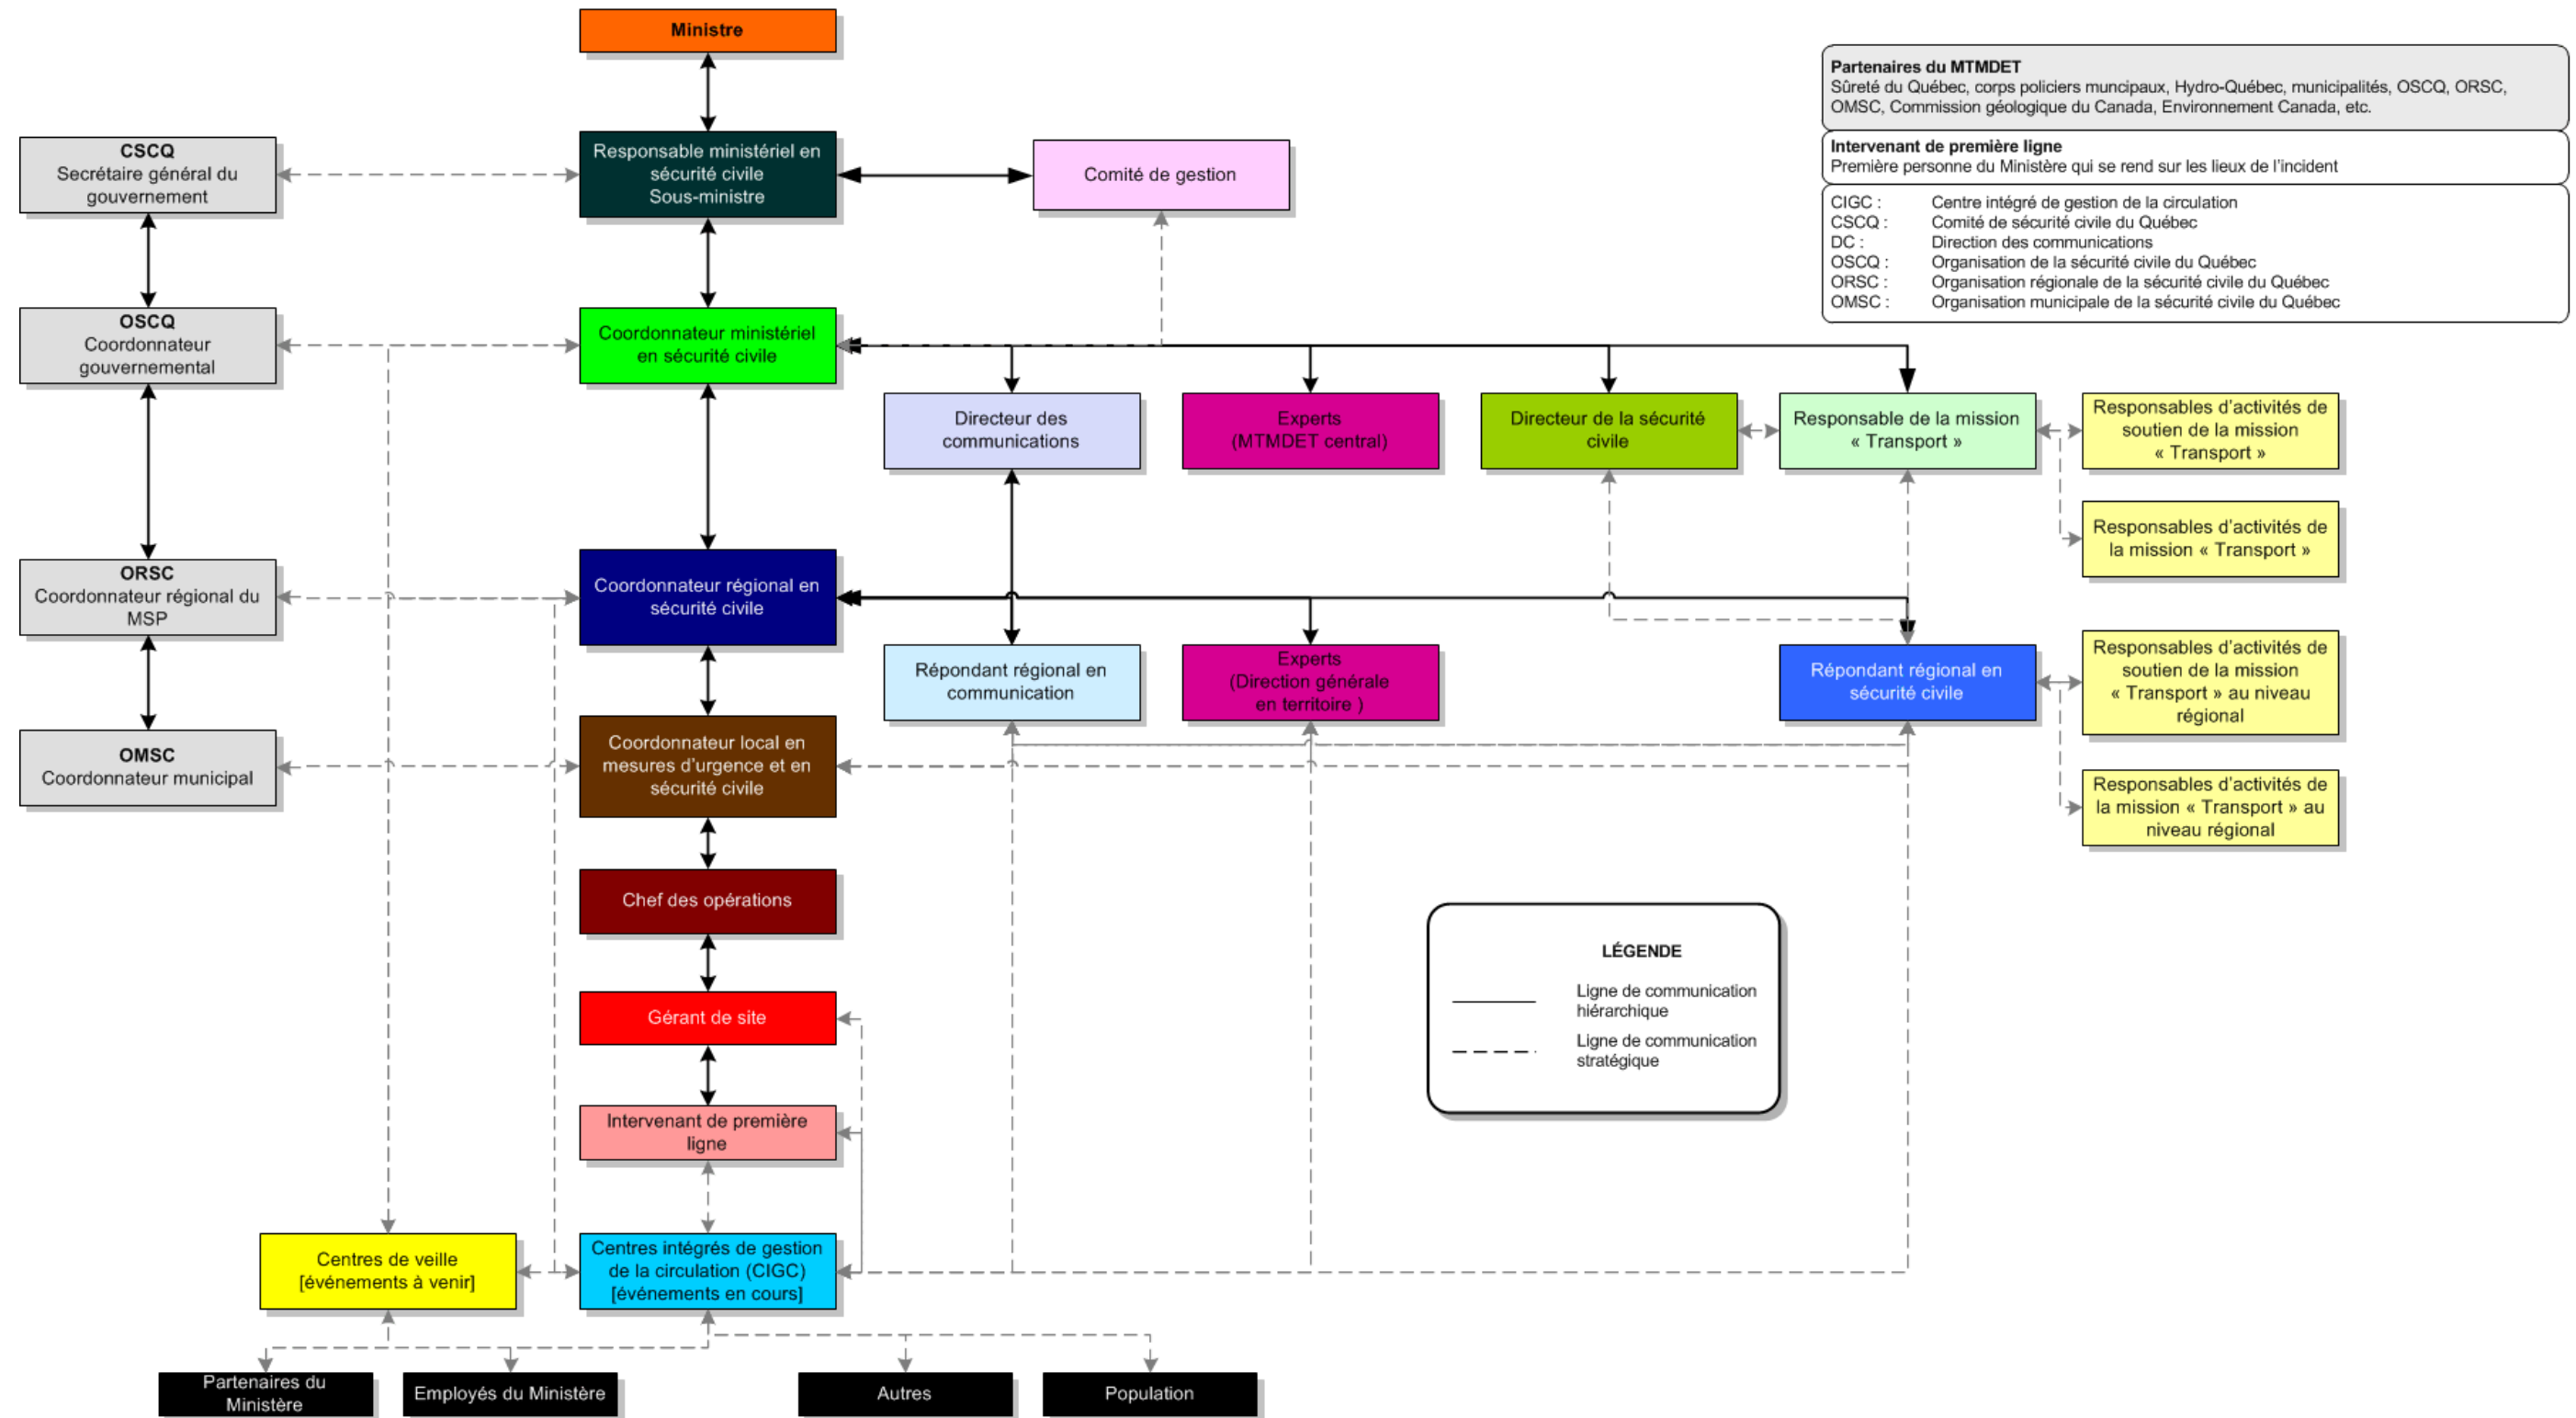 Ministre
Partenaires du MTMDET
Sûreté du Québec, corps policiers muncipaux, Hydro-Québec, municipalités, OSCQ, ORSC,
OMSC, Commission géologique du Canada, Environnement Canada, etc.
Intervenant de première ligne
Première personne du Ministère qui se rend sur les lieux de l'incident
CIGC : Centre intégré de gestion de la circulation
CSCQ : Comité de sécurité civile du Québec
DC : Direction des communications
OSCQ : Organisation de la sécurité civile du Québec
ORSC : Organisation régionale de la sécurité civile du Québec
OMSC : Organisation municipale de la sécurité civile du Québec
CSCQ
Secrétaire général du
gouvernement
Responsable ministériel en
sécurité civile
Sous-ministre
Comité de gestion
OSCQ
Coordonnateur
gouvernemental
Coordonnateur ministériel
en sécurité civile
Directeur des
communications
Experts
(MTMDET central)
Directeur de la sécurité
civile
Responsable de la mission
« Transport »
Responsables d'activités de
soutien de la mission
« Transport »
Responsables d'activités de
la mission « Transport »
ORSC
Coordonnateur régional du
MSP
Coordonnateur régional en
sécurité civile
Répondant régional en
communication
Experts
(Direction générale
en territoire )
Répondant régional en
sécurité civile
Responsables d'activités de
soutien de la mission
« Transport » au niveau
régional
OMSC
Coordonnateur municipal
Coordonnateur local en
mesures d'urgence et en
sécurité civile
Responsables d'activités de
la mission « Transport » au
niveau régional
Chef des opérations
LÉGENDE
Ligne de communication
hiérarchique
Ligne de communication
stratégique
Gérant de site
Intervenant de première
ligne
Centres de veille
[événements à venir]
Centres intégrés de gestion
de la circulation (CIGC)
[événements en cours]
Partenaires du
Ministère
Employés du Ministère
Autres
Population